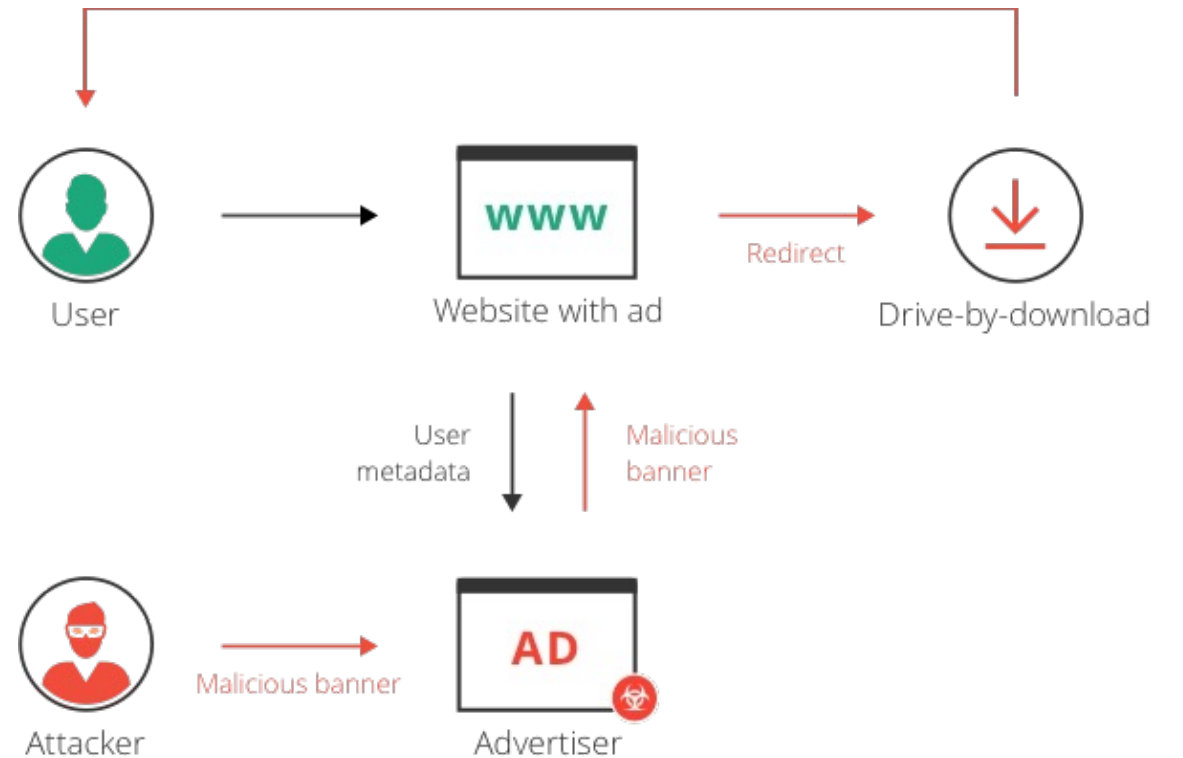 www
Redirect
User
Website with ad
Drive-by-download
User
metadata
Malicious
banner
AD
Malicious banner
Attacker
Advertiser